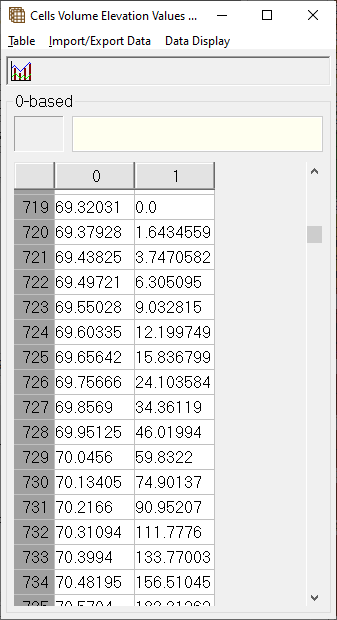 Cells Volume Elevation Values ...
Table Import/Export Data Data Display
0-based
0 1
719 69.32031 0.0
720 69.37928 1.6434559
721 69.43825 3.7470582
722 69.49721 6.305095
723 69.55028 9.032815
724 69.60335 12.199749
725 69.65642 15.836799
726 69.75666 24.103584
727 69.8569 34.36119
728 69.95125 46.01994
729 70.0456 59.8322
730 70.13405 74.90137
731 70.2166 90.95207
732 70.31094 111.7776
733 70.3994 133.77003
734 70.48195 156.51045